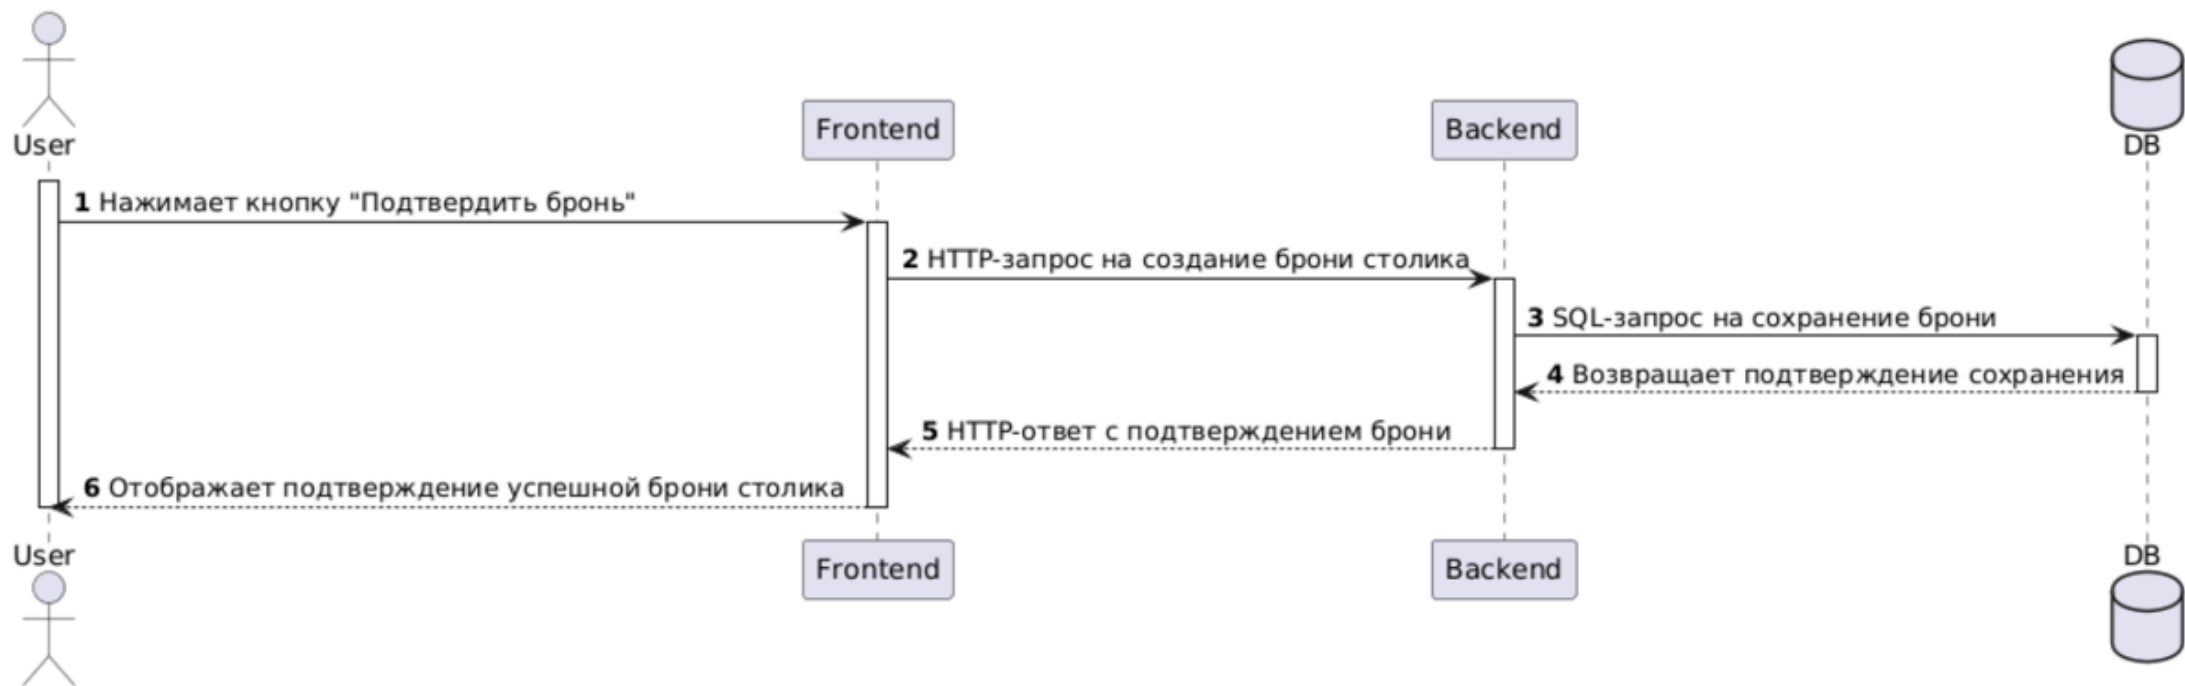 User
Frontend
Backend
DB
1 Нажимает кнопку "Подтвердить бронь"
2 HTTP-запрос на создание брони столика
3 SQL-запрос на сохранение брони
4 Возвращает подтверждение сохранения
5 HTTP-ответ с подтверждением брони
6 Отображает подтверждение успешной брони столика
User
Frontend
Backend
DB